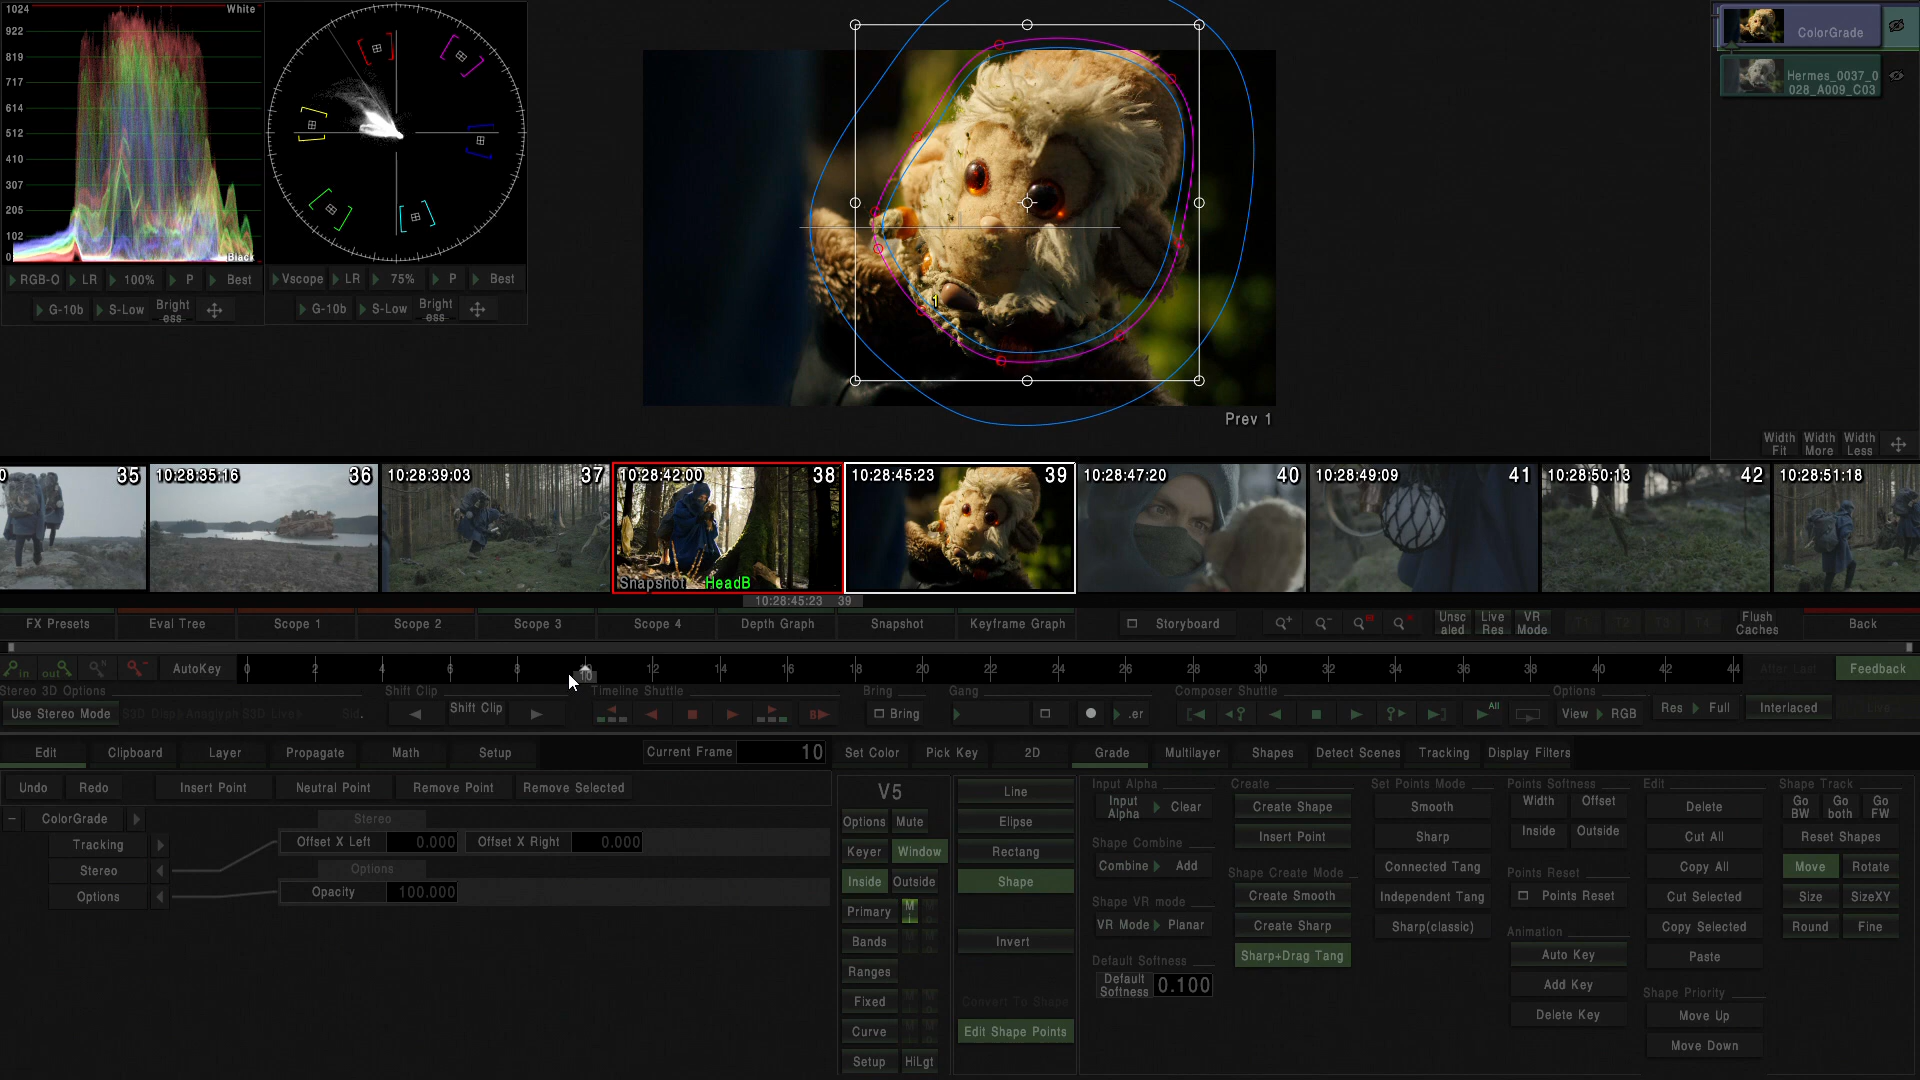 1024 White
922
819
717
614
512
410
307
205
102
0 Black
RGB-O LR 100% P Best
G-10b S-Low Bright
ess
Vscope LR 75% P Best
G-10b S-Low Bright
ess
1
Prev 1
ColorGrade
Hermes_0037_0
028_A009_C03
Width Fit Width More Width Less
0 35
10:28:35:16 36
10:28:39:03 37
10:28:42:00 38
Snapshot HeadB
10:28:45:23 39
10:28:47:20 40
10:28:49:09 41
10:28:50:13 42
10:28:51:18
10:28:45:23 39
FX Presets Eval Tree Scope 1 Scope 2 Scope 3 Scope 4 Depth Graph Snapshot Keyframe Graph Storyboard Unsc aled Live Res VR Mode T1 T2 T3 T4 Flush Caches Back
in out AutoKey 0 2 4 6 8 10 12 14 16 18 20 22 24 26 28 30 32 34 36 38 40 42 44 After Last Feedback
Stereo 3D Options Shift Clip Timeline Shuttle Bring Gang Composer Shuttle Options
Use Stereo Mode Shift Clip Bring .er All View RGB Res Full Interlaced Live
Edit Clipboard Layer Propagate Math Setup Current Frame 10 Set Color Pick Key 2D Grade Multilayer Shapes Detect Scenes Tracking Display Filters
Undo Redo Insert Point Neutral Point Remove Point Remove Selected
ColorGrade
Stereo
Tracking
Offset X Left 0.000 Offset X Right 0.000
Stereo
Options
Options
Opacity 100.000
V5
Options Mute
Keyer Window
Inside Outside
Primary
Bands
Ranges
Fixed
Curve
Setup HiLgt
Line
Elipse
Rectang
Shape
Invert
Convert To Shape
Edit Shape Points
Input Alpha
Input Alpha Clear
Shape Combine
Combine Add
Shape VR mode
VR Mode Planar
Default Softness
Default Softness 0.100
Create
Create Shape
Insert Point
Shape Create Mode
Create Smooth
Create Sharp
Sharp+Drag Tang
Set Points Mode
Smooth
Sharp
Connected Tang
Independent Tang
Sharp(classic)
Points Softness
Width Offset
Inside Outside
Points Reset
Points Reset
Animation
Auto Key
Add Key
Delete Key
Edit
Delete
Cut All
Copy All
Cut Selected
Copy Selected
Paste
Shape Priority
Move Up
Move Down
Shape Track
Go BW Go both Go FW
Reset Shapes
Move Rotate
Size SizeXY
Round Fine